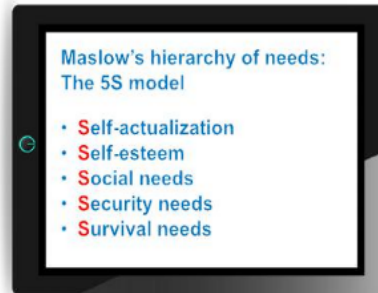 Maslow's hierarchy of needs:
The 5S model
• Self-actualization
• Self-esteem
• Social needs
• Security needs
• Survival needs